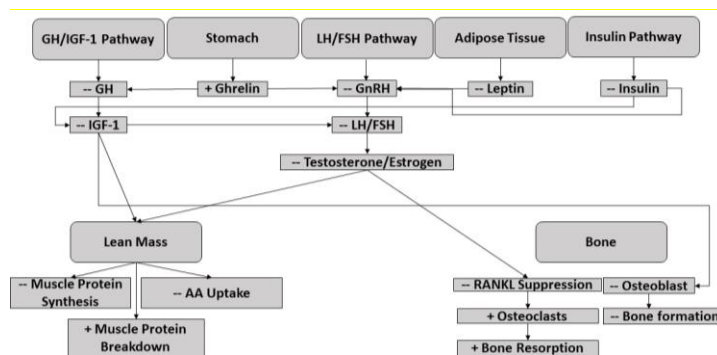 GH/IGF-1 Pathway
Stomach
LH/FSH Pathway
Adipose Tissue
Insulin Pathway
-- GH
+ Ghrelin
-- GnRH
-- Leptin
-- Insulin
-- IGF-1
-- LH/FSH
-- Testosterone/Estrogen
Lean Mass
Bone
-- Muscle Protein
Synthesis
-- AA Uptake
+ Muscle Protein
Breakdown
-- RANKL Suppression
-- Osteoblast
+ Osteoclasts
-- Bone formation
+ Bone Resorption